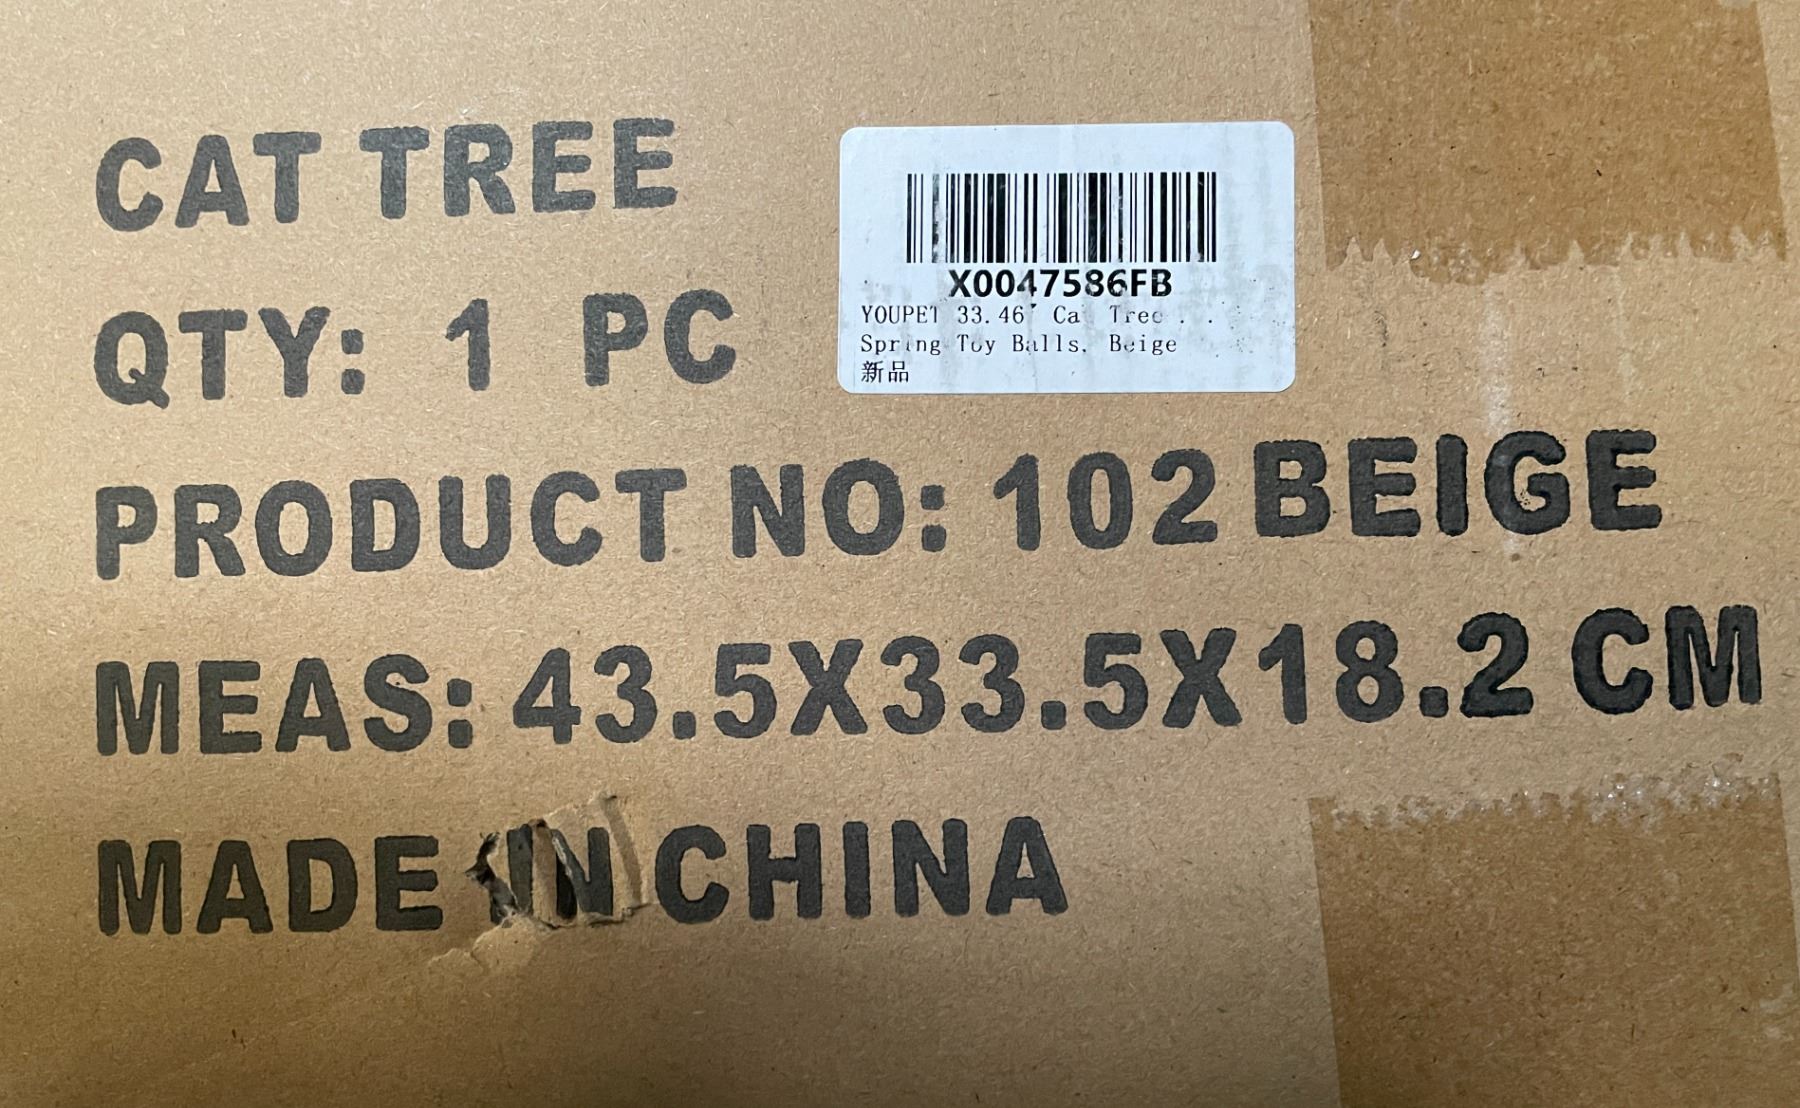 CAT TREE
QTY: 1 PC
X0047586FB
YOUPET 33.46" Cat Tree ...
Spring Toy Balls, Beige
新品
PRODUCT NO: 102 BEIGE
MEAS: 43.5X33.5X18.2 CM
MADE IN CHINA